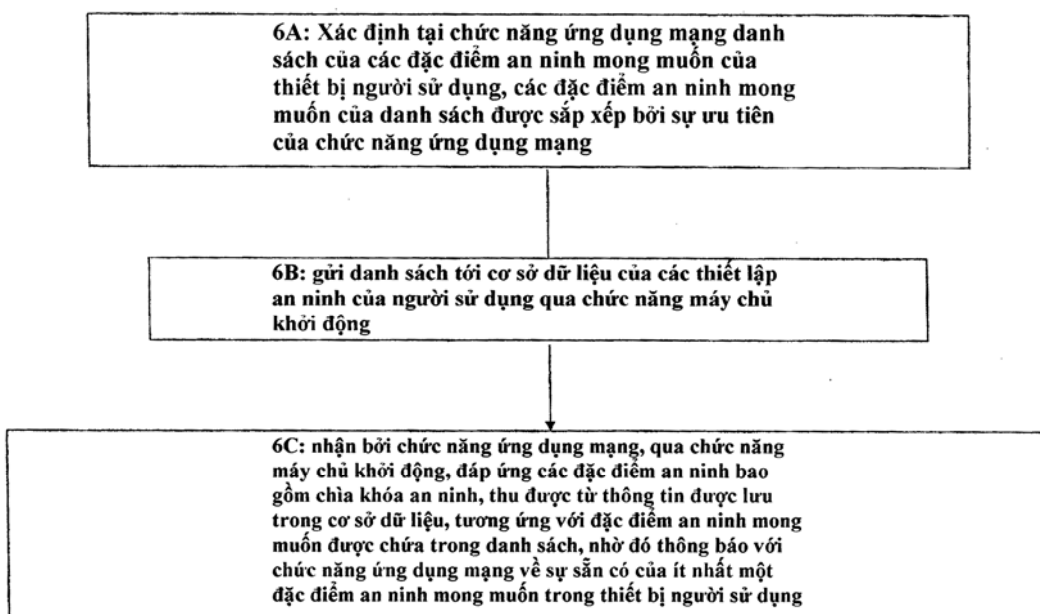 6A: Xác định tại chức năng ứng dụng mạng danh
sách của các đặc điểm an ninh mong muốn của
thiết bị người sử dụng, các đặc điểm an ninh mong
muốn của danh sách được sắp xếp bởi sự ưu tiên
của chức năng ứng dụng mạng
6B: gửi danh sách tới cơ sở dữ liệu của các thiết lập
an ninh của người sử dụng qua chức năng máy chủ
khởi động
6C: nhận bởi chức năng ứng dụng mạng, qua chức năng
máy chủ khởi động, đáp ứng các đặc điểm an ninh bao
gồm chìa khóa an ninh, thu được từ thông tin được lưu
trong cơ sở dữ liệu, tương ứng với đặc điểm an ninh mong
muốn được chứa trong danh sách, nhờ đó thông báo với
chức năng ứng dụng mạng về sự sẵn có của ít nhất một
đặc điểm an ninh mong muốn trong thiết bị người sử dụng